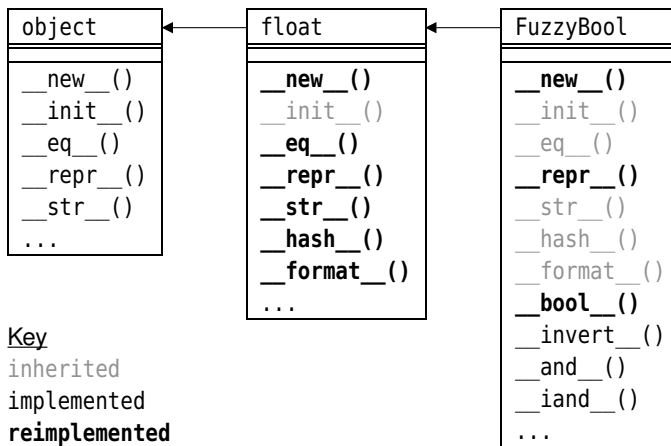 object
__new__()
__init__()
__eq__()
__repr__()
__str__()
...
float
__new__()
__init__()
__eq__()
__repr__()
__str__()
__hash__()
__format__()
...
FuzzyBool
__new__()
__init__()
__eq__()
__repr__()
__str__()
__hash__()
__format__()
__bool__()
__invert__()
__and__()
__iand__()
...
Key
inherited
implemented
reimplemented